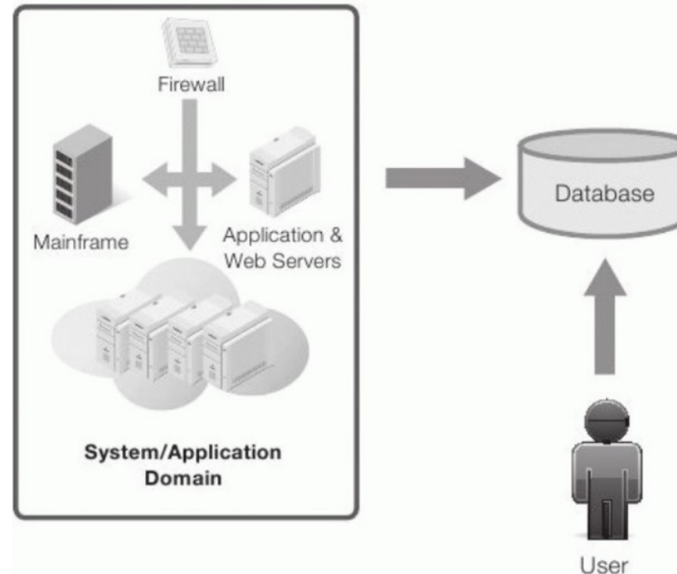 Firewall
Mainframe
Application &
Web Servers
System/Application
Domain
Database
User